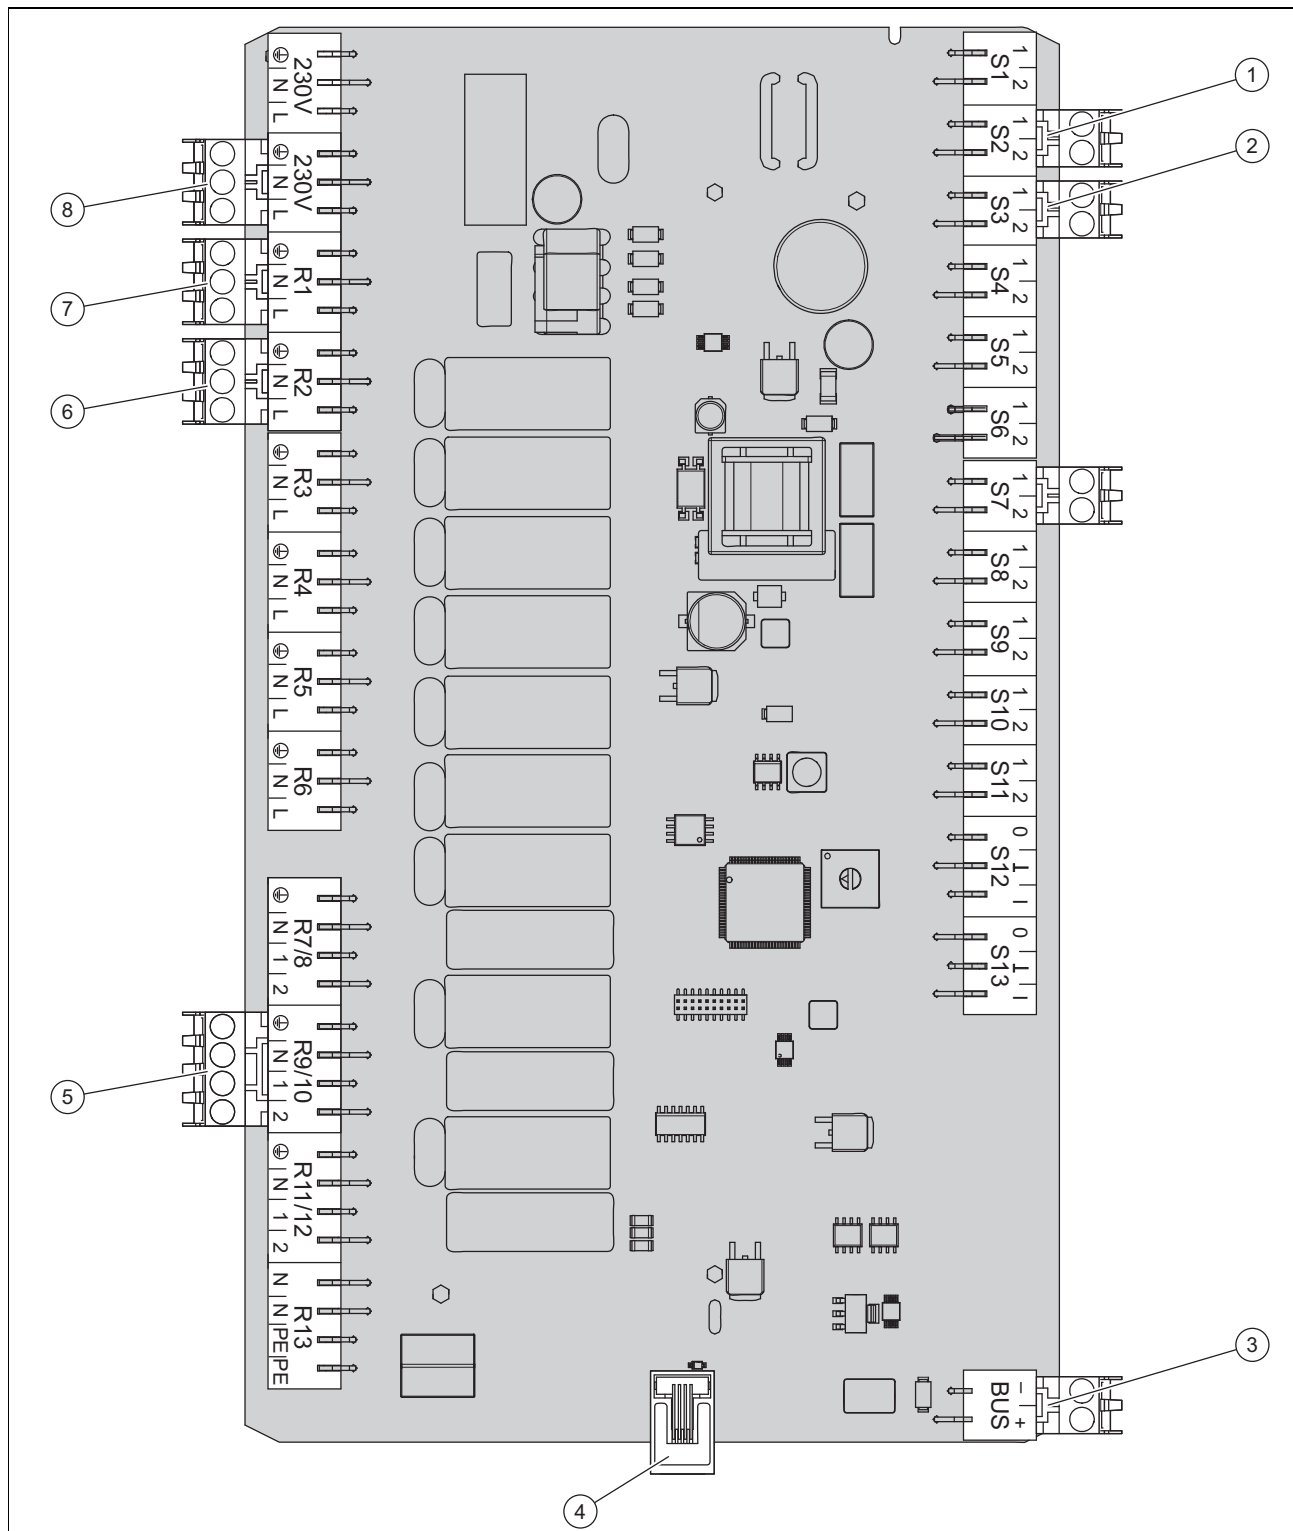 ⏚ N L 230V
⏚ N L 230V
⏚ N L R1
⏚ N L R2
⏚ N L R3
⏚ N L R4
⏚ N L R5
⏚ N L R6
⏚ N 1 2 R7/8
⏚ N 1 2 R9/10
⏚ N 1 2 R11/12
N N PE PE R13
S1 1 2
S2 1 2
S3 1 2
S4 1 2
S5 1 2
S6 1 2
S7 1 2
S8 1 2
S9 1 2
S10 1 2
S11 1 2
S12 0 ⊥ I
S13 0 ⊥ I
BUS - +
1
2
3
4
5
6
7
8